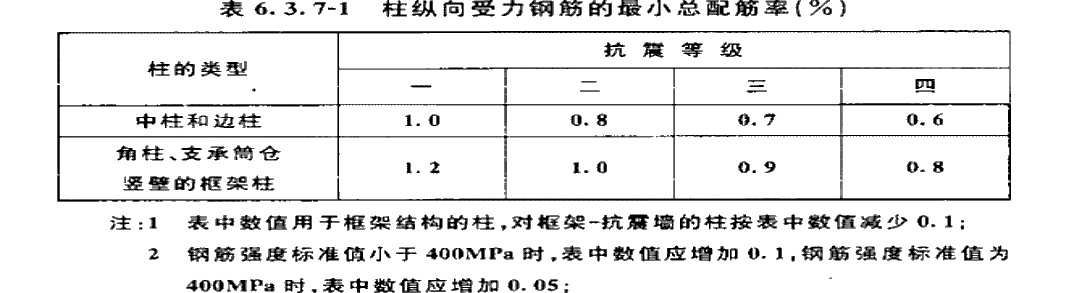 表 6.3.7-1 柱纵向受力钢筋的最小总配筋率(%)
柱的类型 抗震等级
一 二 三 四
中柱和边柱 1.0 0.8 0.7 0.6
角柱、支承筒仓
竖壁的框架柱 1.2 1.0 0.9 0.8
注:1 表中数值用于框架结构的柱,对框架-抗震墙的柱按表中数值减少 0.1;
2 钢筋强度标准值小于 400MPa 时,表中数值应增加 0.1,钢筋强度标准值为
400MPa 时,表中数值应增加 0.05;